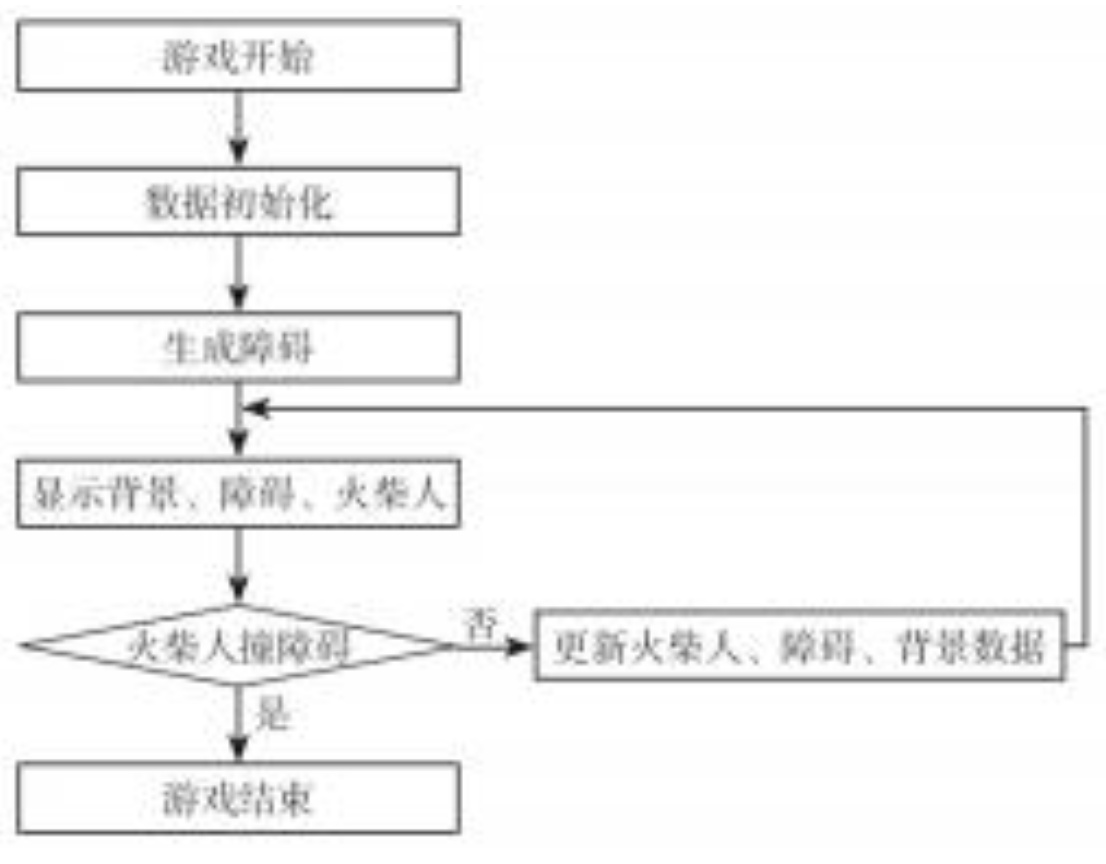 游戏开始
数据初始化
生成障碍
显示背景、障碍、火柴人
火柴人撞障碍
否
更新火柴人、障碍、背景数据
是
游戏结束